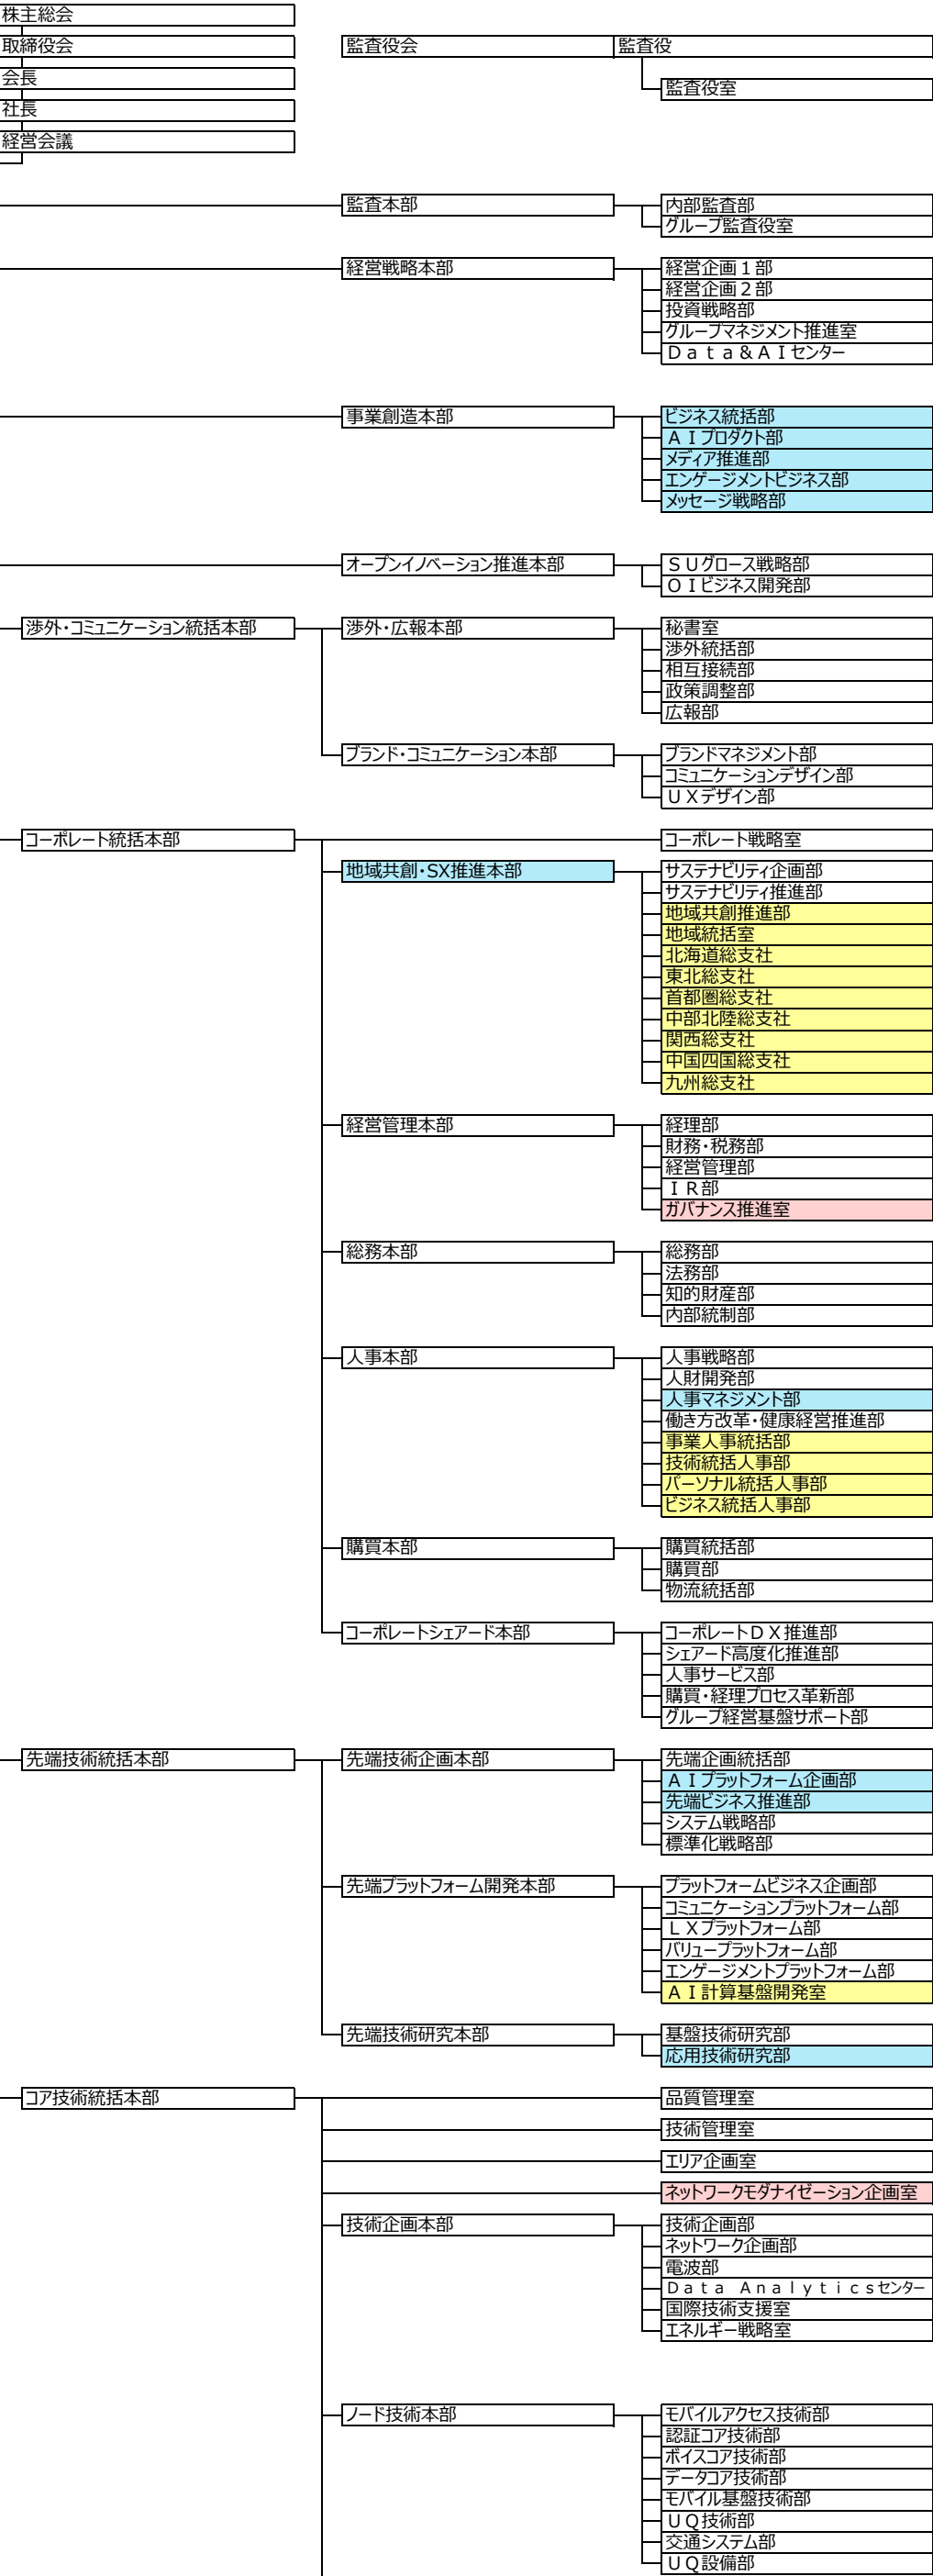 株主総会
取締役会
監査役会
監査役
会長
監査役室
社長
経営会議
監査本部
内部監査部
グループ監査役室
経営戦略本部
経営企画１部
経営企画２部
投資戦略部
グループマネジメント推進室
Ｄａｔａ＆ＡＩセンター
事業創造本部
ビジネス統括部
ＡＩプロダクト部
メディア推進部
エンゲージメントビジネス部
メッセージ戦略部
オープンイノベーション推進本部
ＳＵグロース戦略部
ＯＩビジネス開発部
渉外・コミュニケーション統括本部
渉外・広報本部
秘書室
渉外統括部
相互接続部
政策調整部
広報部
ブランド・コミュニケーション本部
ブランドマネジメント部
コミュニケーションデザイン部
ＵＸデザイン部
コーポレート統括本部
コーポレート戦略室
地域共創・SX推進本部
サステナビリティ企画部
サステナビリティ推進部
地域共創推進部
地域統括室
北海道総支社
東北総支社
首都圏総支社
中部北陸総支社
関西総支社
中国四国総支社
九州総支社
経営管理本部
経理部
財務・税務部
経営管理部
ＩＲ部
ガバナンス推進室
総務本部
総務部
法務部
知的財産部
内部統制部
人事本部
人事戦略部
人財開発部
人事マネジメント部
働き方改革・健康経営推進部
事業人事統括部
技術統括人事部
パーソナル統括人事部
ビジネス統括人事部
購買本部
購買統括部
購買部
物流統括部
コーポレートシェアード本部
コーポレートＤＸ推進部
シェアード高度化推進部
人事サービス部
購買・経理プロセス革新部
グループ経営基盤サポート部
先端技術統括本部
先端技術企画本部
先端企画統括部
ＡＩプラットフォーム企画部
先端ビジネス推進部
システム戦略部
標準化戦略部
先端プラットフォーム開発本部
プラットフォームビジネス企画部
コミュニケーションプラットフォーム部
ＬＸプラットフォーム部
バリュープラットフォーム部
エンゲージメントプラットフォーム部
ＡＩ計算基盤開発室
先端技術研究本部
基盤技術研究部
応用技術研究部
コア技術統括本部
品質管理室
技術管理室
エリア企画室
ネットワークモダナイゼーション企画室
技術企画本部
技術企画部
ネットワーク企画部
電波部
Ｄａｔａ　Ａｎａｌｙｔｉｃｓセンター
国際技術支援室
エネルギー戦略室
ノード技術本部
モバイルアクセス技術部
認証コア技術部
ボイスコア技術部
データコア技術部
モバイル基盤技術部
ＵＱ技術部
交通システム部
ＵＱ設備部